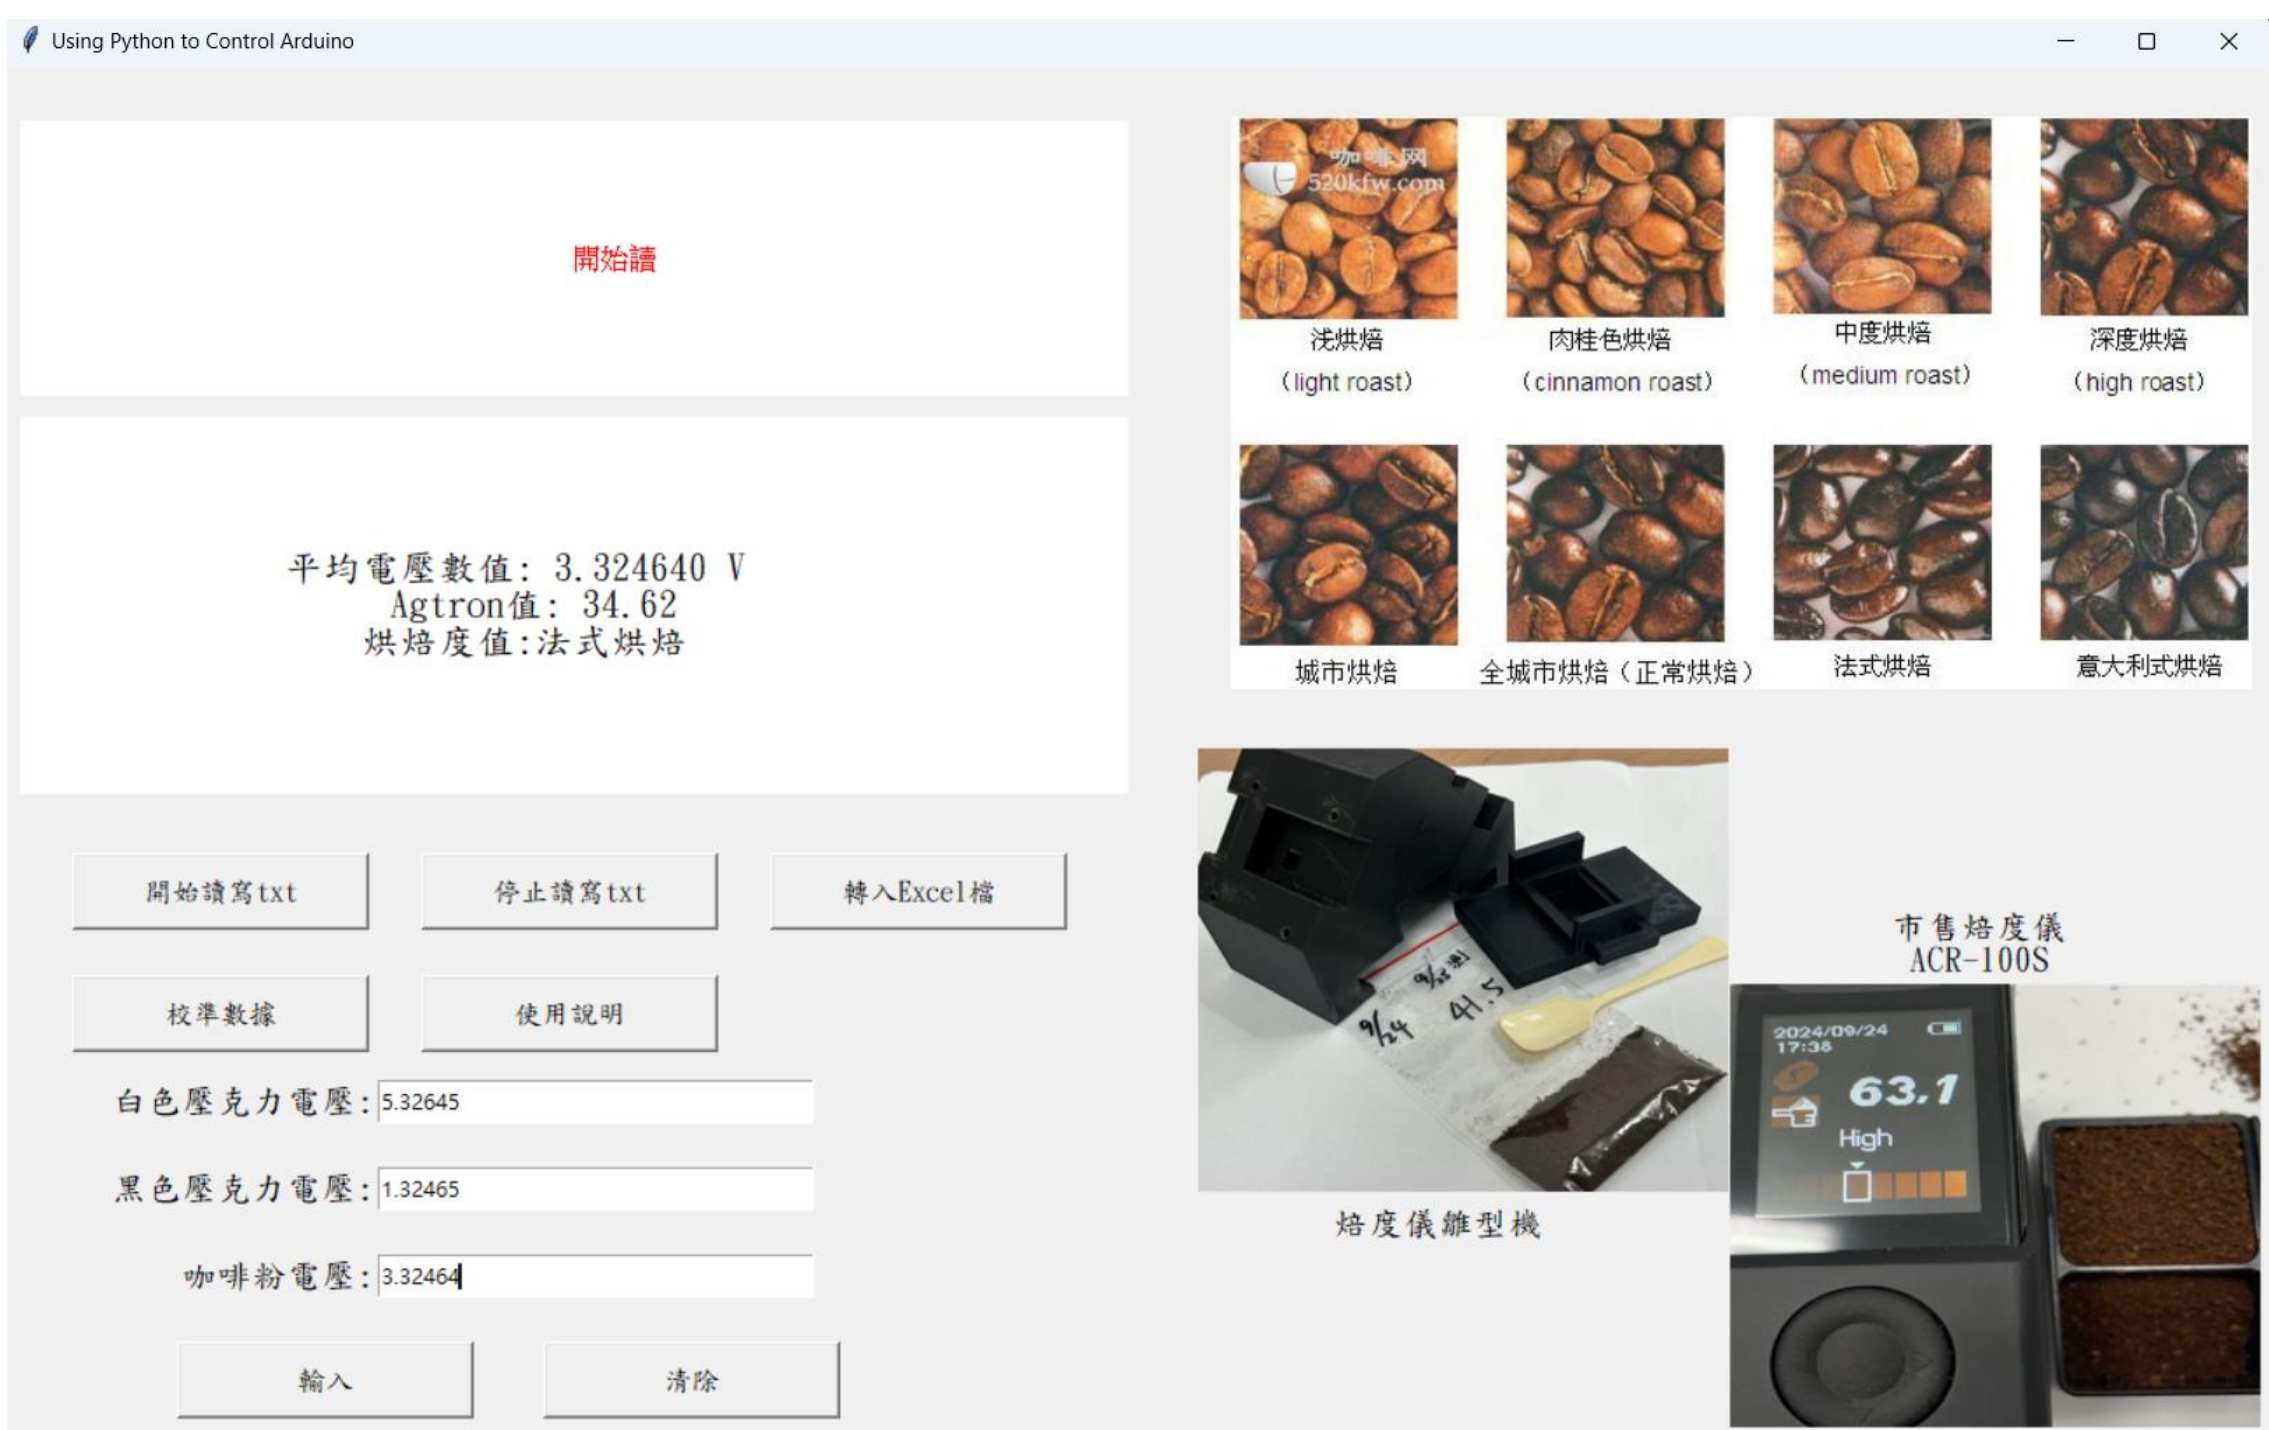 Using Python to Control Arduino
開始讀
平均電壓數值: 3.324640 V
Agtron值: 34.62
烘焙度值:法式烘焙
開始讀寫txt
停止讀寫txt
轉入Excel檔
校準數據
使用說明
白色壓克力電壓:
5.32645
黑色壓克力電壓:
1.32465
咖啡粉電壓:
3.32464
輸入
清除
咖啡网
520kfw.com
浅烘焙
(light roast)
肉桂色烘焙
(cinnamon roast)
中度烘焙
(medium roast)
深度烘焙
(high roast)
城市烘焙
全城市烘焙（正常烘焙）
法式烘焙
意大利式烘焙
9/24
41.5
焙度儀雛型機
市售焙度儀
ACR-100S
2024/09/24
17:38
63.1
High